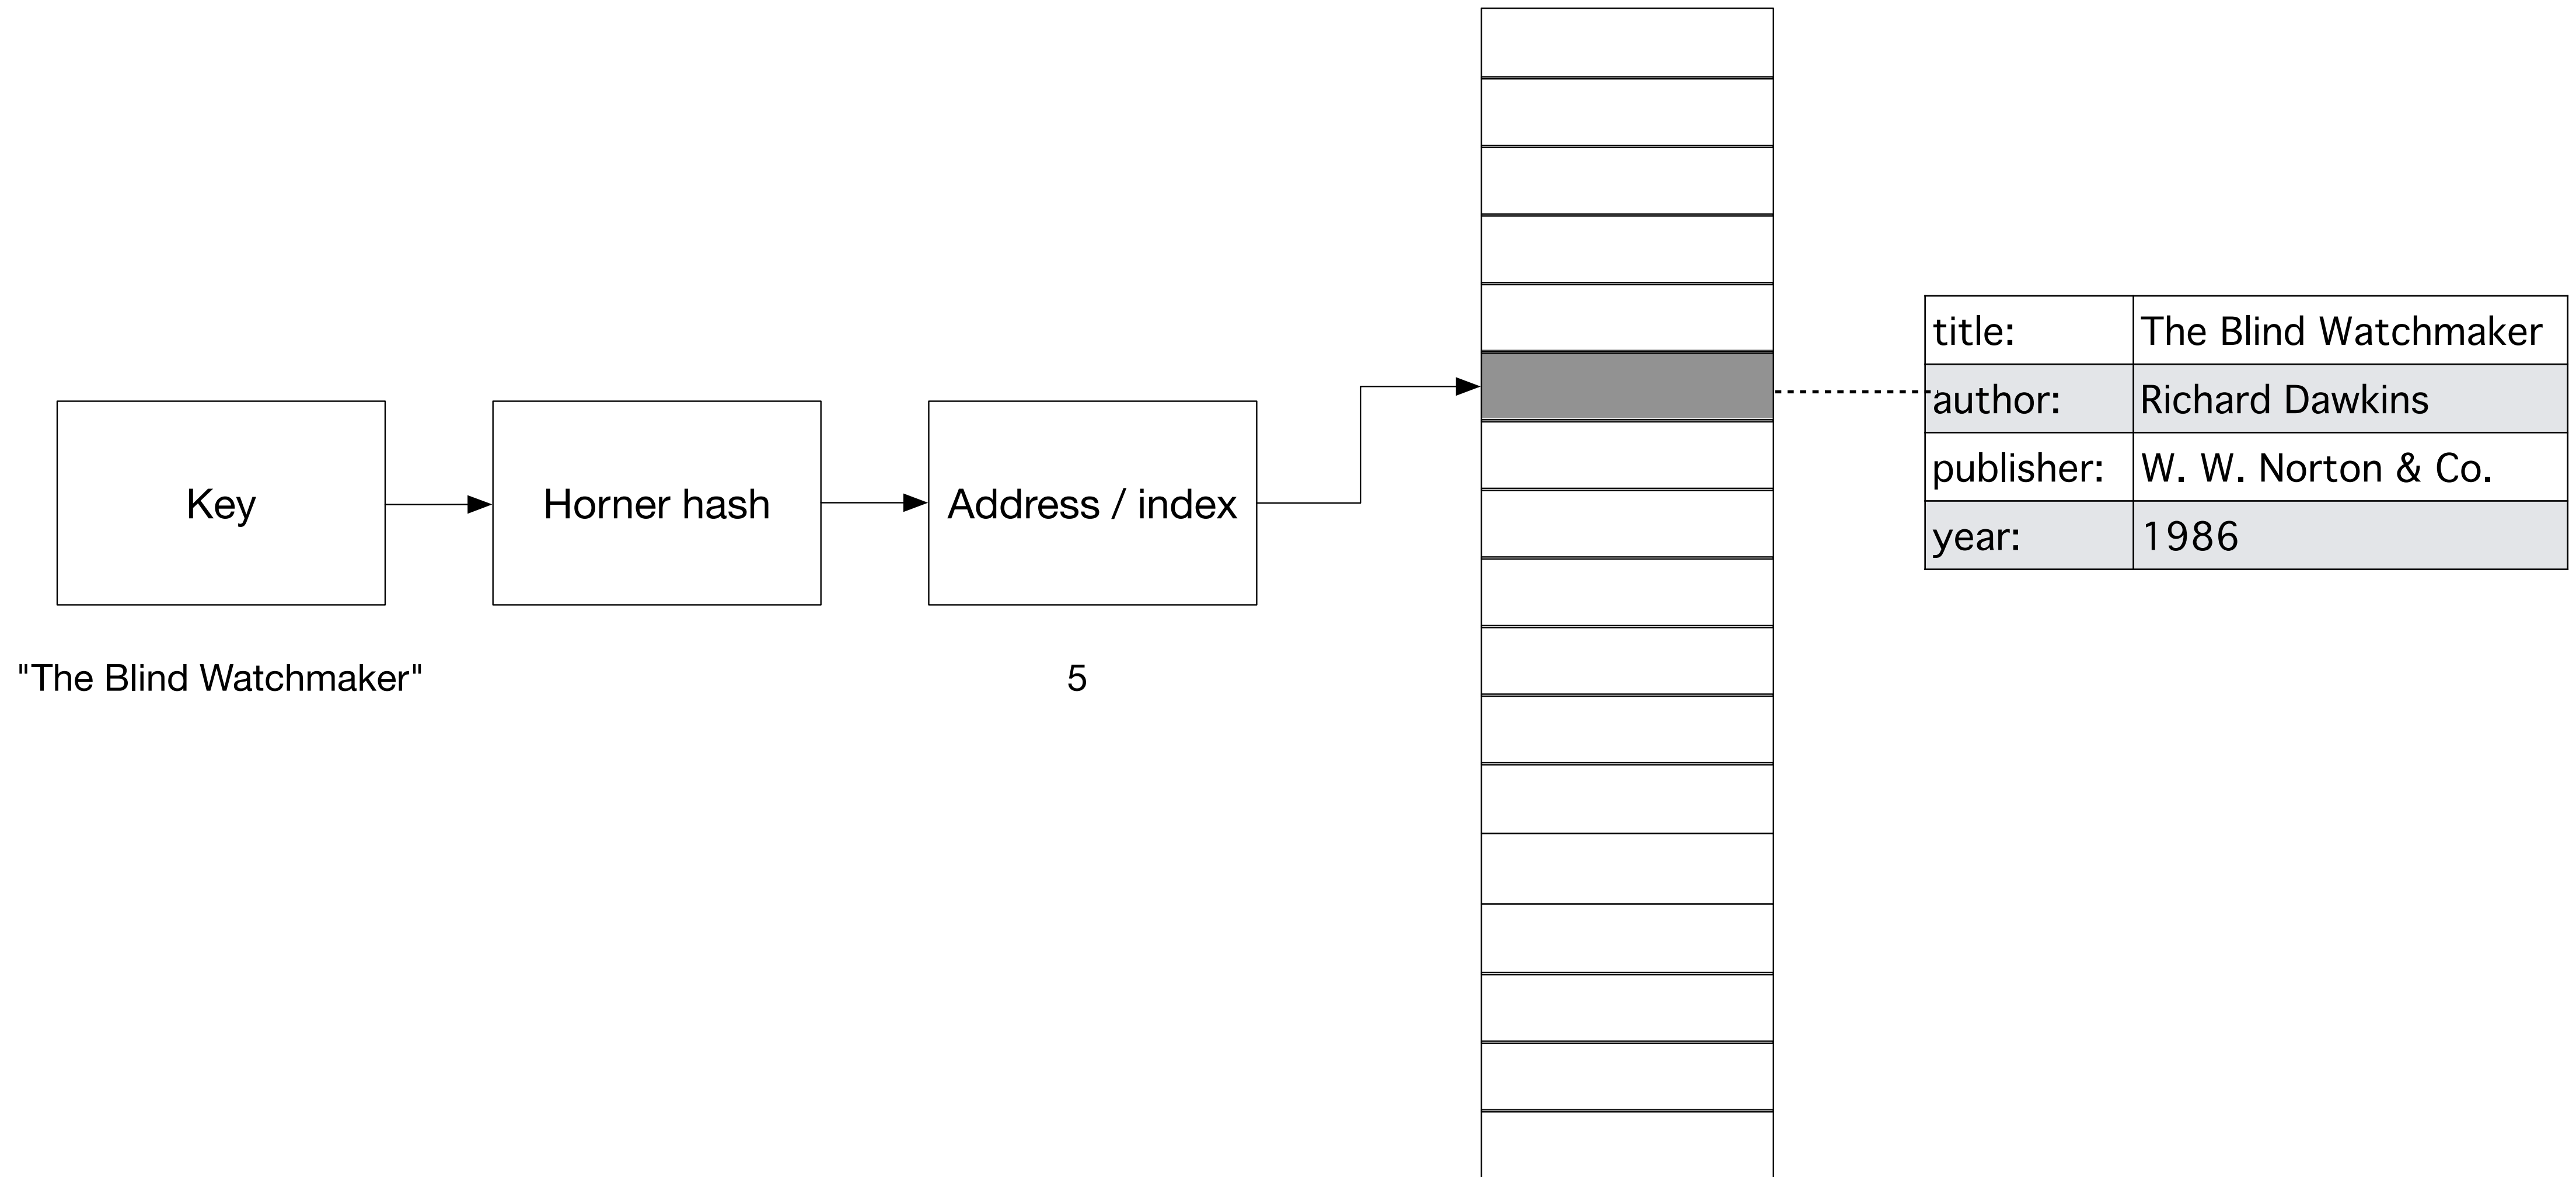 Key
Horner hash
Address / index
"The Blind Watchmaker"
5
title: The Blind Watchmaker
author: Richard Dawkins
publisher: W. W. Norton & Co.
year: 1986